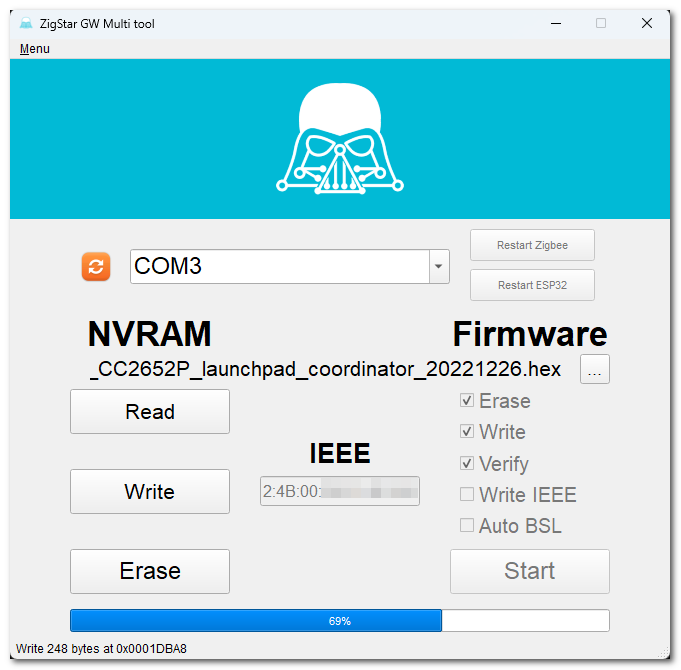 ZigStar GW Multi tool
Menu
COM3
Restart Zigbee
Restart ESP32
NVRAM
Firmware
_CC2652P_launchpad_coordinator_20221226.hex
...
Read
Erase
Write
IEEE
Verify
Write
2:4B:00:
Write IEEE
Auto BSL
Erase
Start
69%
Write 248 bytes at 0x0001DBA8